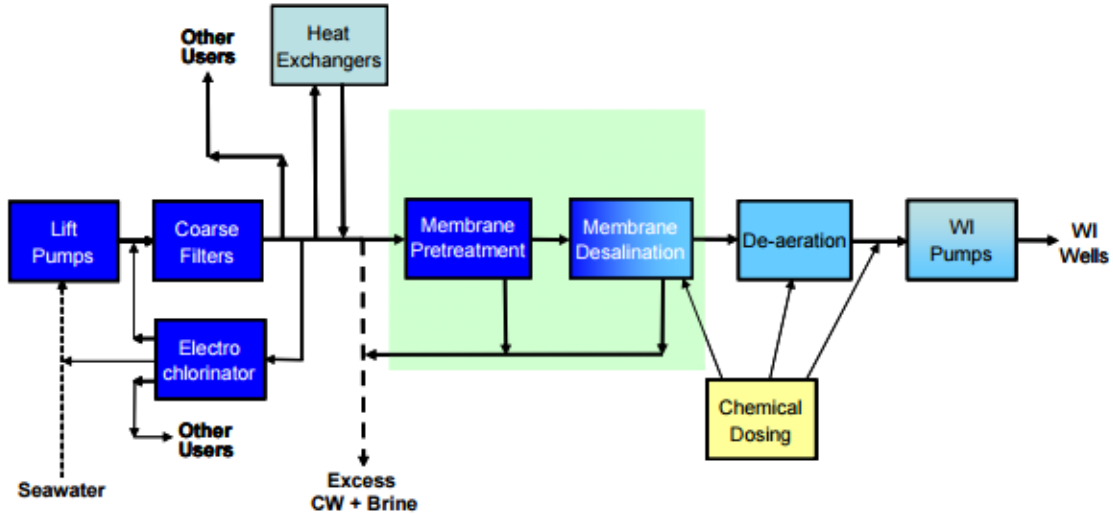 Other
Users
Heat
Exchangers
Lift
Pumps
Coarse
Filters
Membrane
Pretreatment
Membrane
Desalination
De-aeration
WI
Pumps
WI
Wells
Electro
chlorinator
Other
Users
Chemical
Dosing
Seawater
Excess
CW + Brine